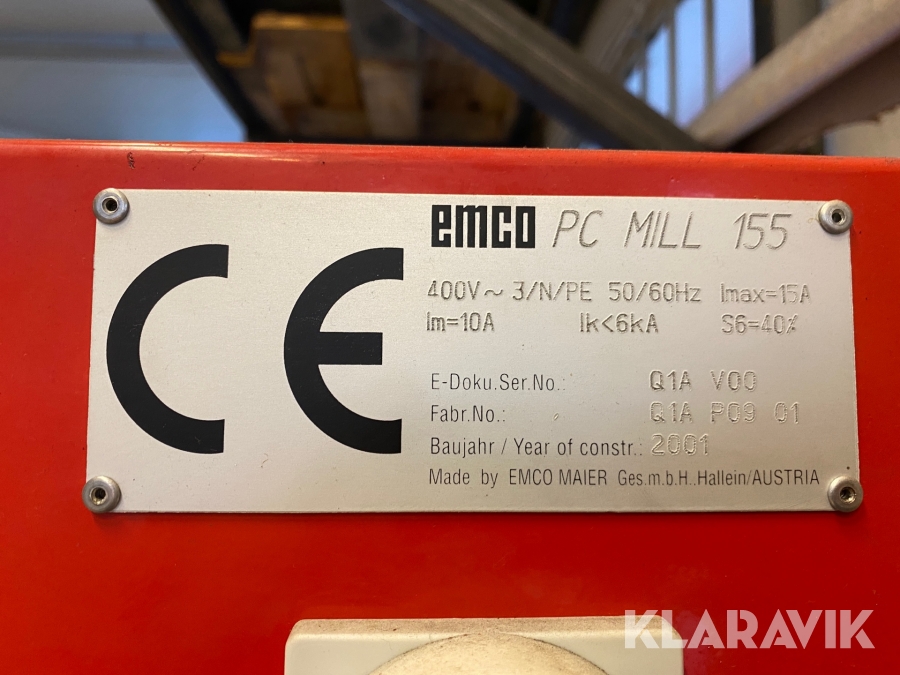 CE
emco PC MILL 155
400V~ 3/N/PE 50/60Hz Imax=15A
Im=10A Ik<6kA S6=40%
E-Doku.Ser.No.: Q1A V00
Fabr.No.: Q1A P09 01
Baujahr / Year of constr.: 2001
Made by EMCO MAIER Ges.m.b.H..Hallein/AUSTRIA
KLARAVIK